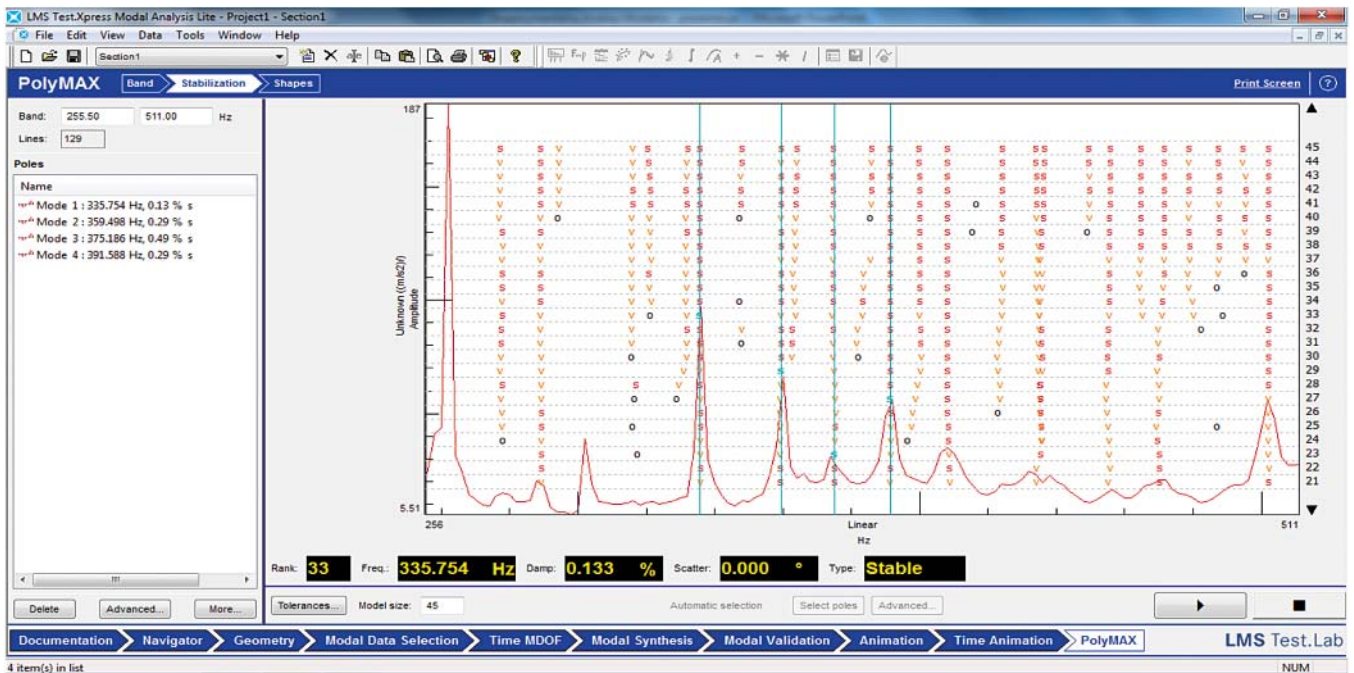 LMS Test.Xpress Modal Analysis Lite - Project1 - Section1
File Edit View Data Tools Window Help
Section1
PolyMAX Band Stabilization Shapes Print Screen ?
Band: 255.50 511.00 Hz
Lines: 129
Poles
Name
Mode 1 : 335.754 Hz, 0.13 % s
Mode 2 : 359.498 Hz, 0.29 % s
Mode 3 : 375.186 Hz, 0.49 % s
Mode 4 : 391.588 Hz, 0.29 % s
187
Unknown ((m/s2)/)
Amplitude
5.51
45
44
43
42
41
40
39
38
37
36
35
34
33
32
31
30
29
28
27
26
25
24
23
22
21
256 Linear 511
Hz
Rank: 33 Freq.: 335.754 Hz Damp: 0.133 % Scatter: 0.000 ° Type: Stable
Delete Advanced... More...
Tolerances... Model size: 45 Automatic selection Select poles Advanced...
Documentation Navigator Geometry Modal Data Selection Time MDOF Modal Synthesis Modal Validation Animation Time Animation PolyMAX LMS Test.Lab
4 item(s) in list NUM